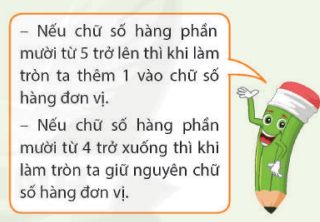 – Nếu chữ số hàng phần
mười từ 5 trở lên thì khi làm
tròn ta thêm 1 vào chữ số
hàng đơn vị.
– Nếu chữ số hàng phần
mười từ 4 trở xuống thì khi
làm tròn ta giữ nguyên chữ
số hàng đơn vị.